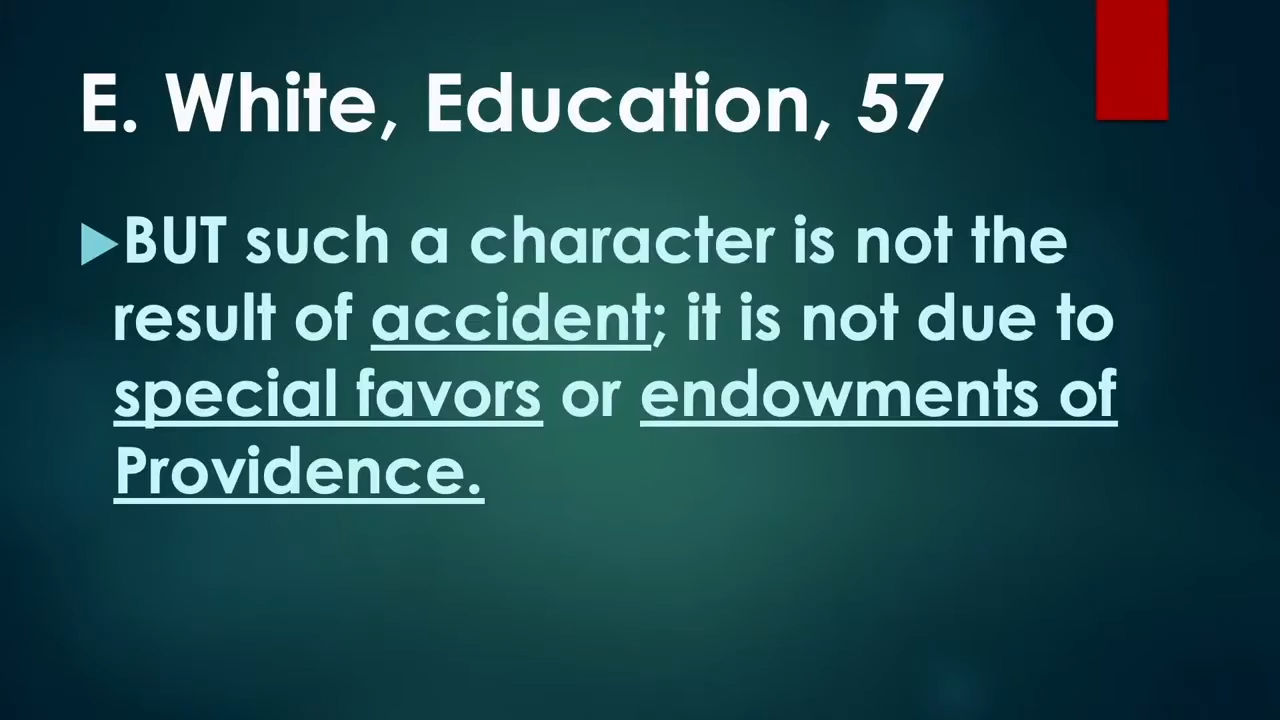 E. White, Education, 57
BUT such a character is not the
result of accident; it is not due to
special favors or endowments of
Providence.